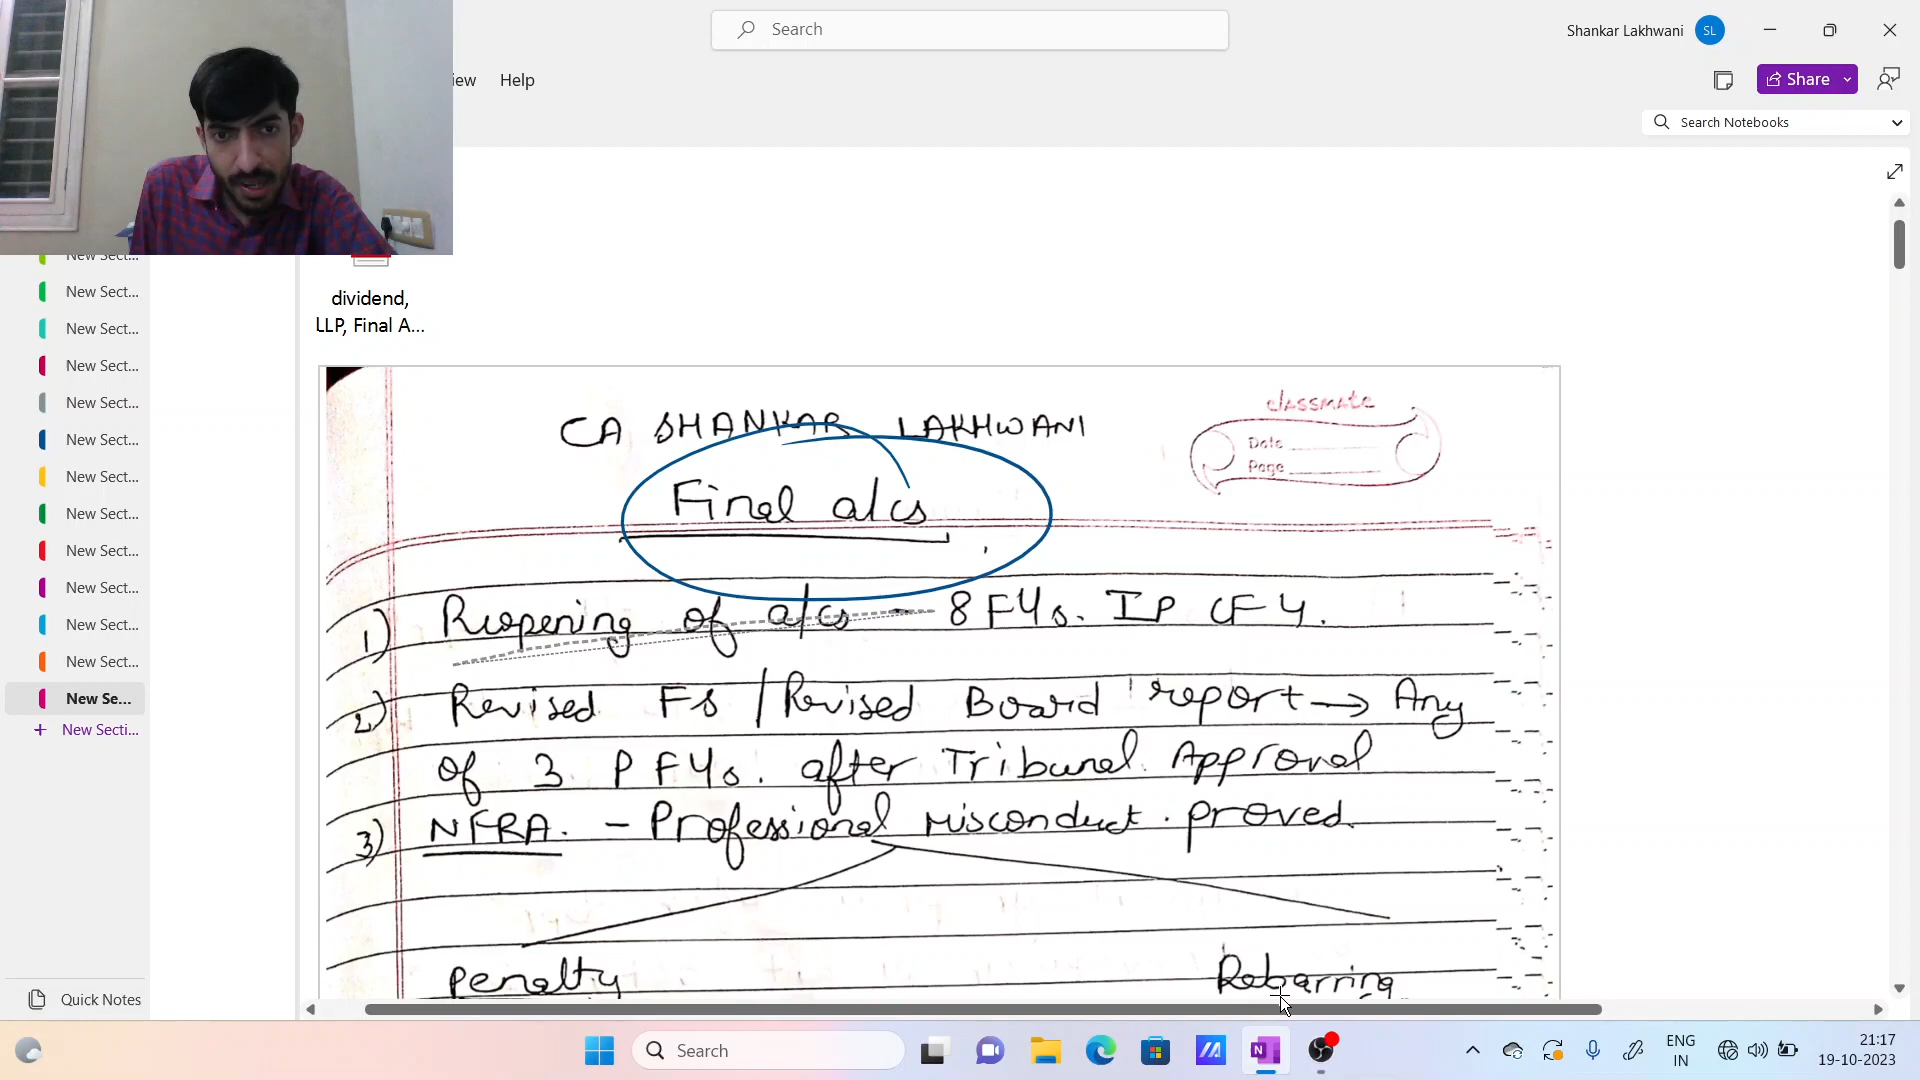 Search
Shankar Lakhwani
SL
iew
Help
Share
Search Notebooks
New Sect...
New Sect...
New Sect...
New Sect...
New Sect...
New Sect...
New Sect...
New Sect...
New Sect...
New Sect...
New Sect...
New Sect...
New Se...
New Secti...
Quick Notes
dividend,
LLP, Final A...
classmate
Date
Page
CA SHANKAR LAKHWANI
Final a/cs
1) Reopening of a/cs - 8 FYs. IP CFY.
2) Revised FS / Revised Board report → Any
of 3 PFYs. after Tribunal Approval
3) NFRA. - Professional misconduct. proved.
Penalty
Debarring
Search
ENG
IN
21:17
19-10-2023